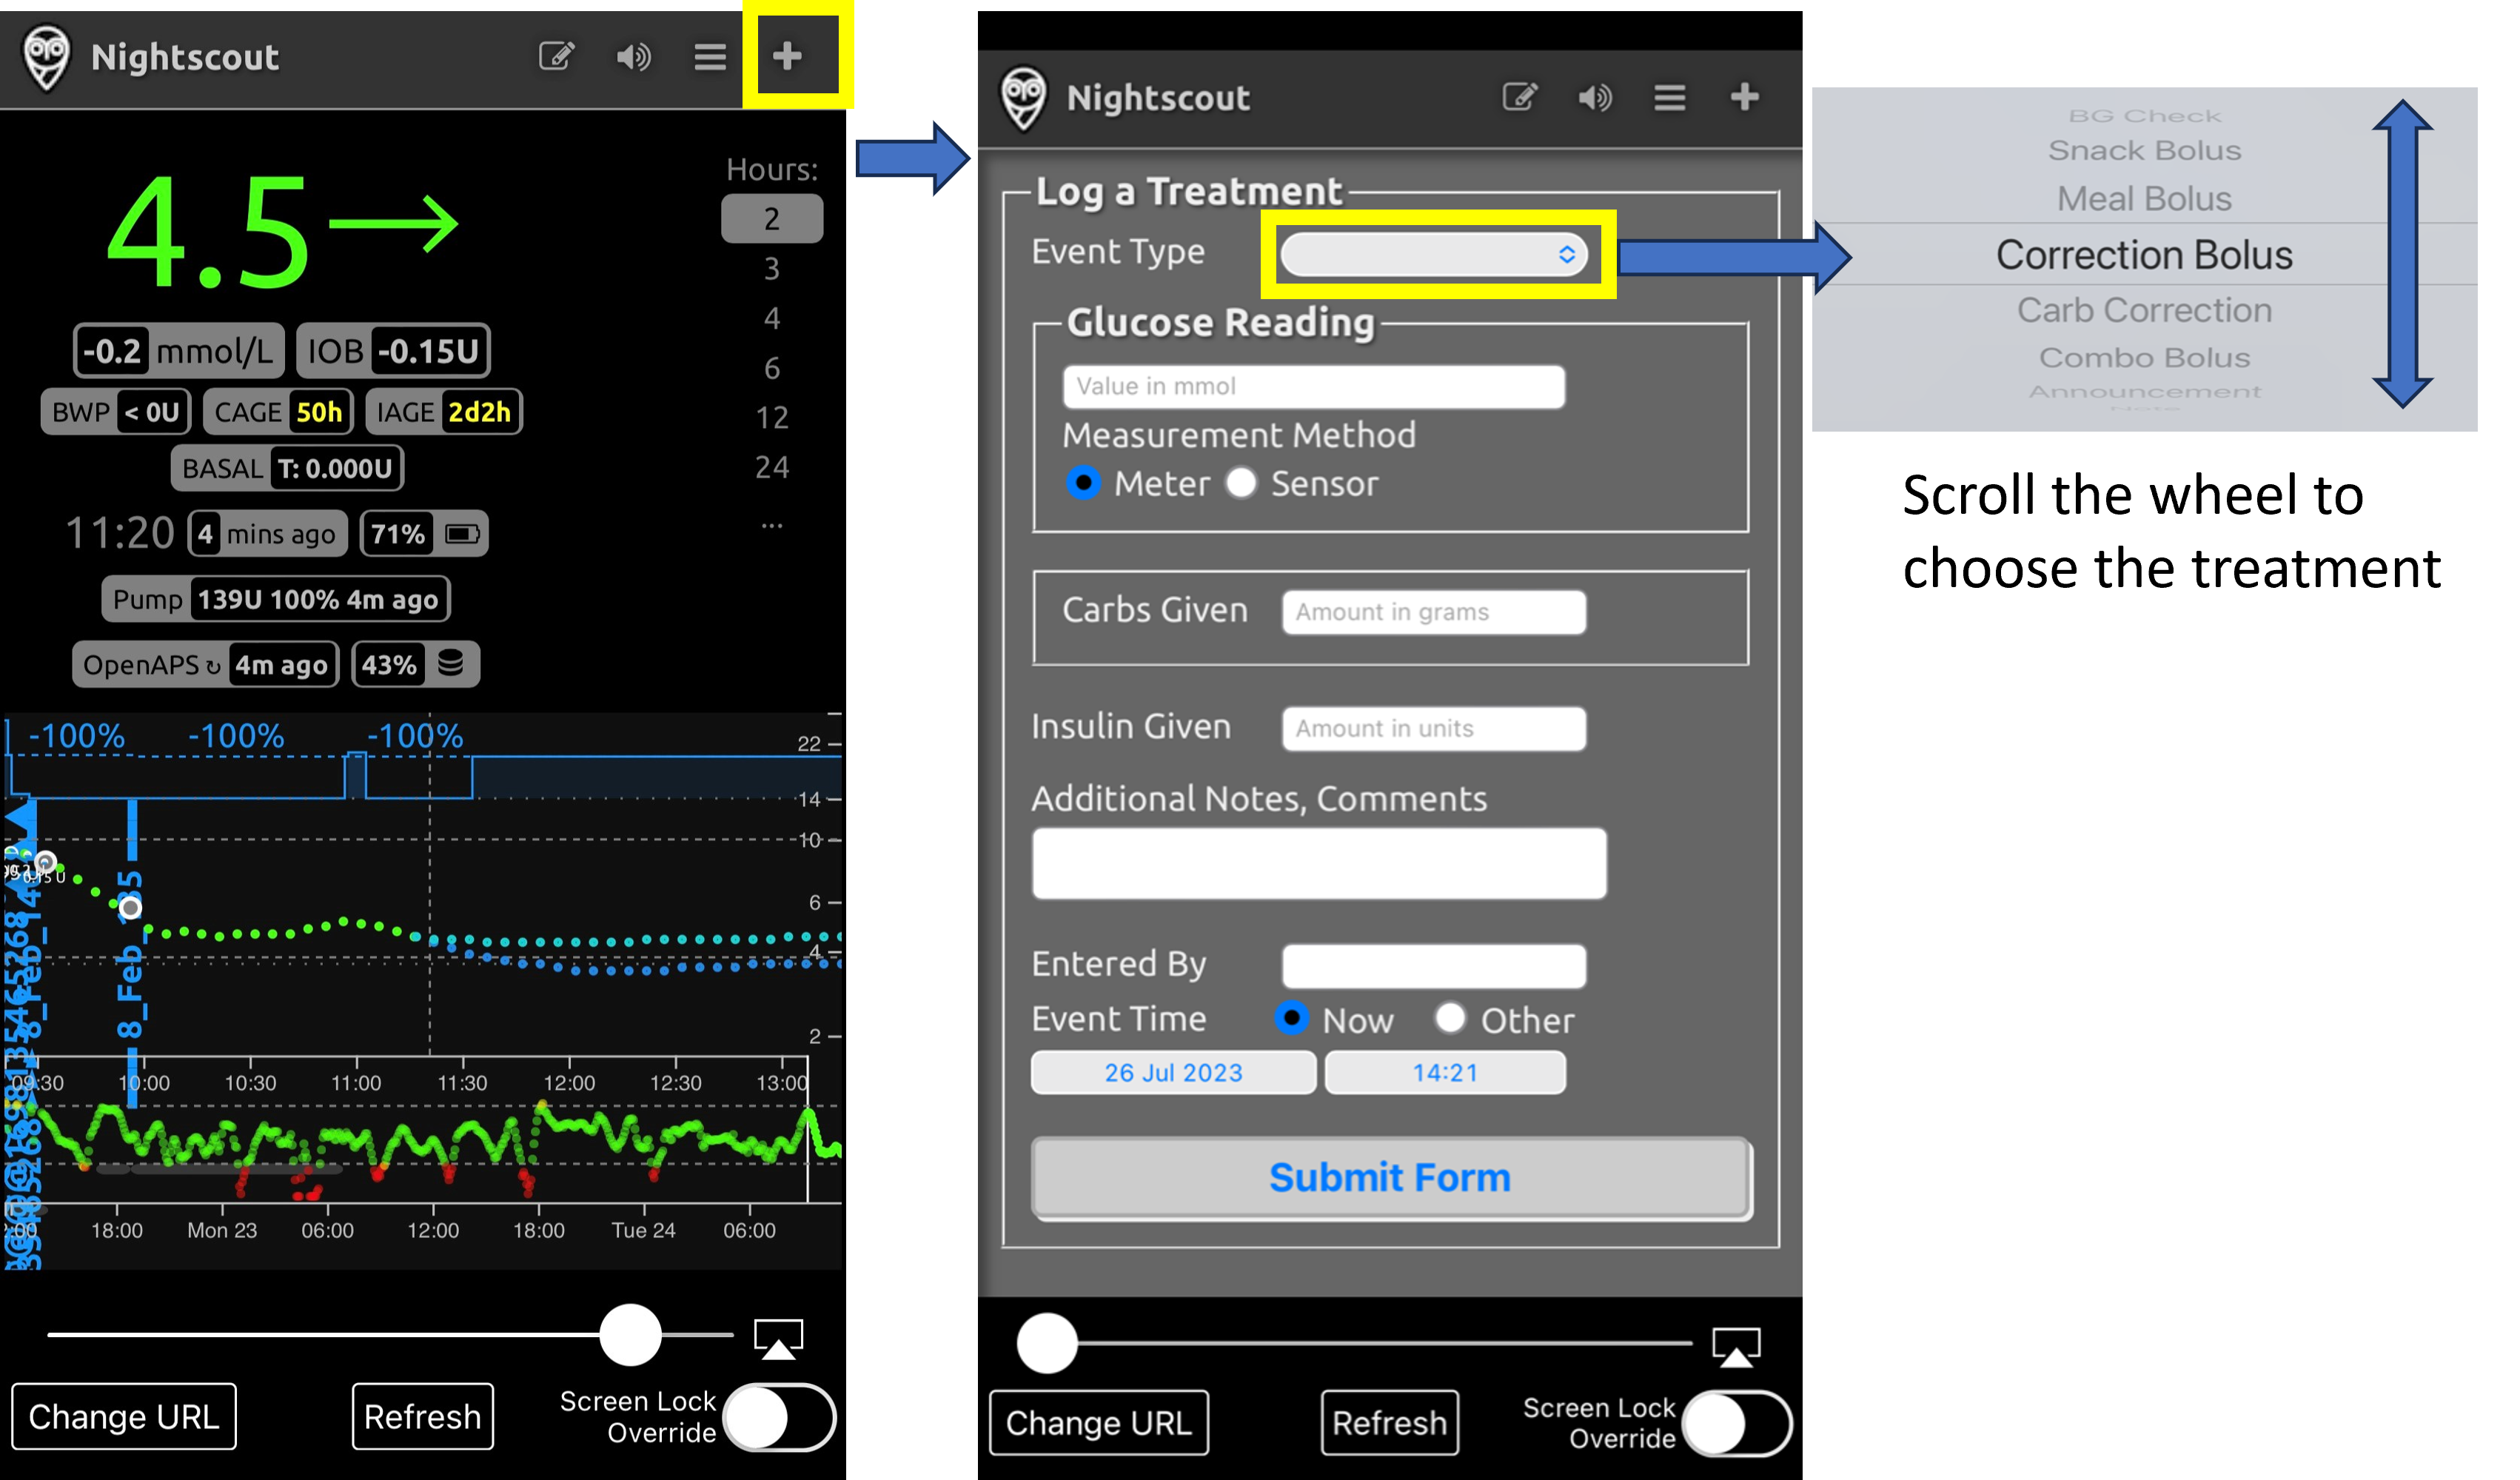 Nightscout
4.5→
Hours:
2
3
4
6
12
24
...
-0.2 mmol/L IOB -0.15U
BWP < 0U CAGE 50h IAGE 2d2h
BASAL T: 0.000U
11:20 4 mins ago 71%
Pump 139U 100% 4m ago
OpenAPS ↻ 4m ago 43%
-100% -100% -100%
22
14
10
6
4
2
0.15 U
8_Feb_
8_Feb_
09:30 10:00 10:30 11:00 11:30 12:00 12:30 13:00
18:00 Mon 23 06:00 12:00 18:00 Tue 24 06:00
Change URL
Refresh
Screen Lock
Override
Nightscout
Log a Treatment
Event Type
Glucose Reading
Value in mmol
Measurement Method
Meter Sensor
Carbs Given Amount in grams
Insulin Given Amount in units
Additional Notes, Comments
Entered By
Event Time Now Other
26 Jul 2023 14:21
Submit Form
Change URL
Refresh
Screen Lock
Override
BG Check
Snack Bolus
Meal Bolus
Correction Bolus
Carb Correction
Combo Bolus
Announcement
Note
Scroll the wheel to
choose the treatment